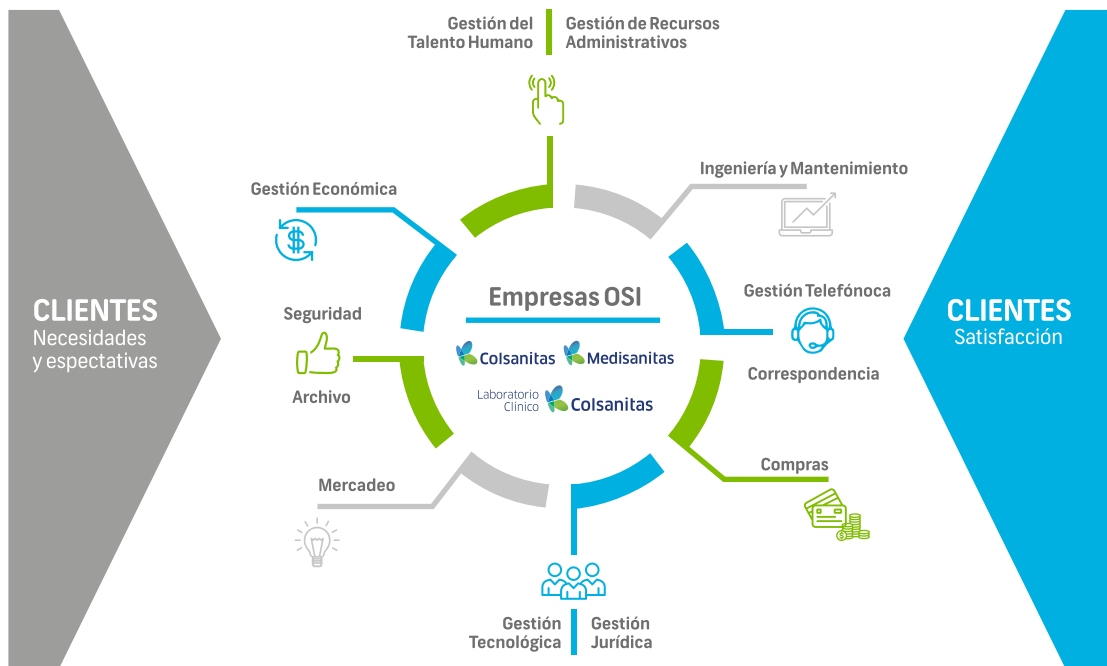 Gestión del
Talento Humano
Gestión de Recursos
Administrativos
Ingeniería y Mantenimiento
Gestión Económica
$
CLIENTES
Necesidades
y espectativas
Seguridad
Archivo
Empresas OSI
Colsanitas
Medisanitas
Laboratorio
Clínico
Colsanitas
Gestión Telefónoca
Correspondencia
CLIENTES
Satisfacción
Mercadeo
Compras
$
Gestión
Tecnológica
Gestión
Jurídica